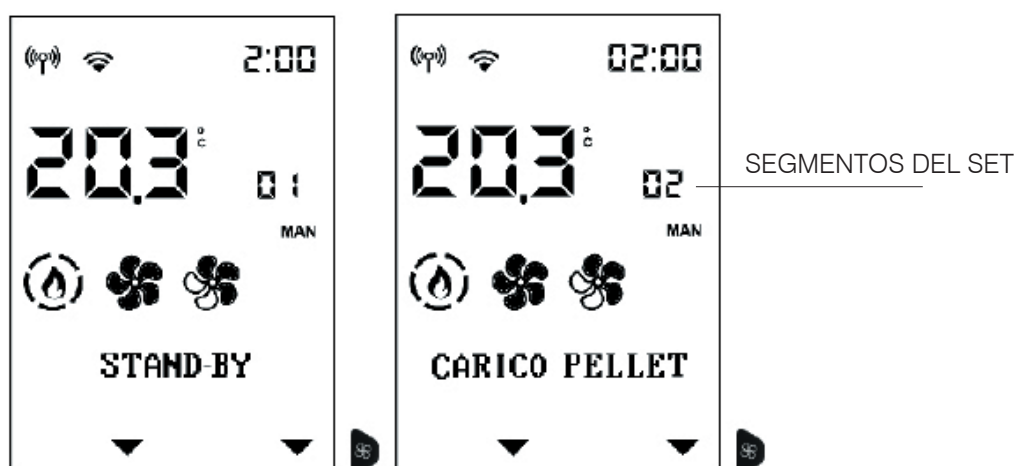 2:00
20.3 °C
01
MAN
STAND-BY
02:00
20.3 °C
02
SEGMENTOS DEL SET
MAN
CARICO PELLET